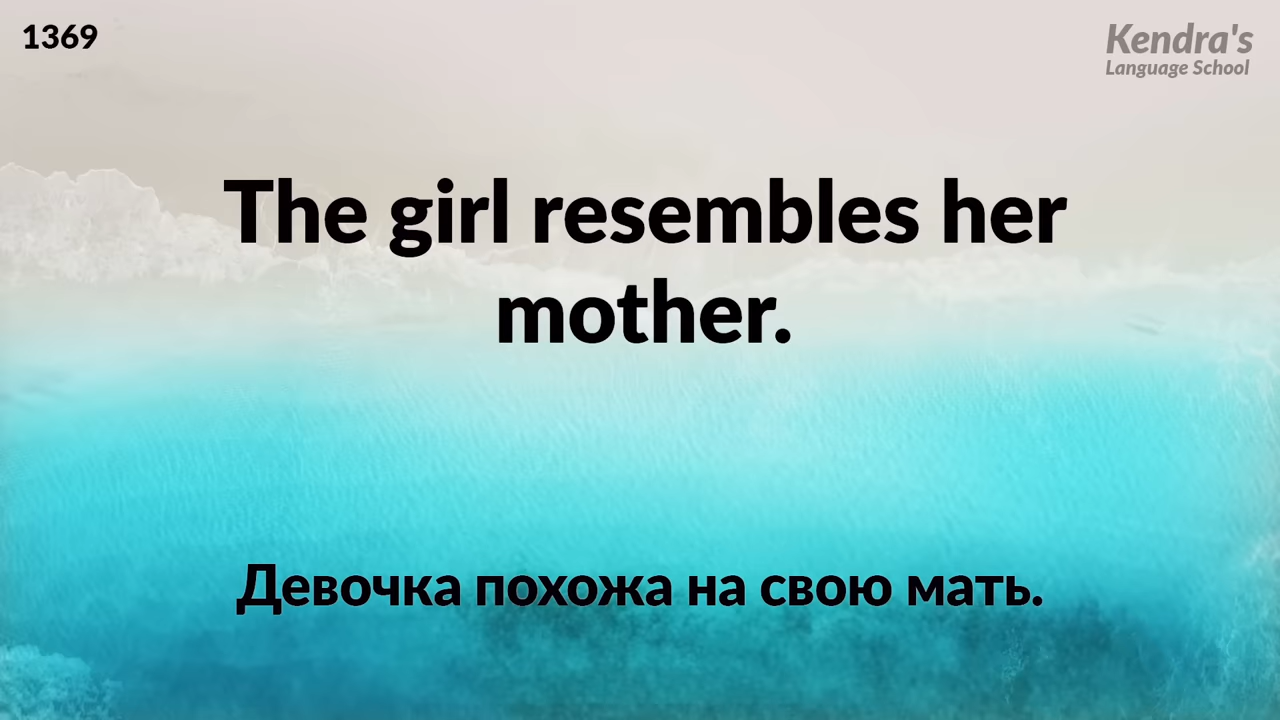 1369
Kendra's
Language School
The girl resembles her
mother.
Девочка похожа на свою мать.